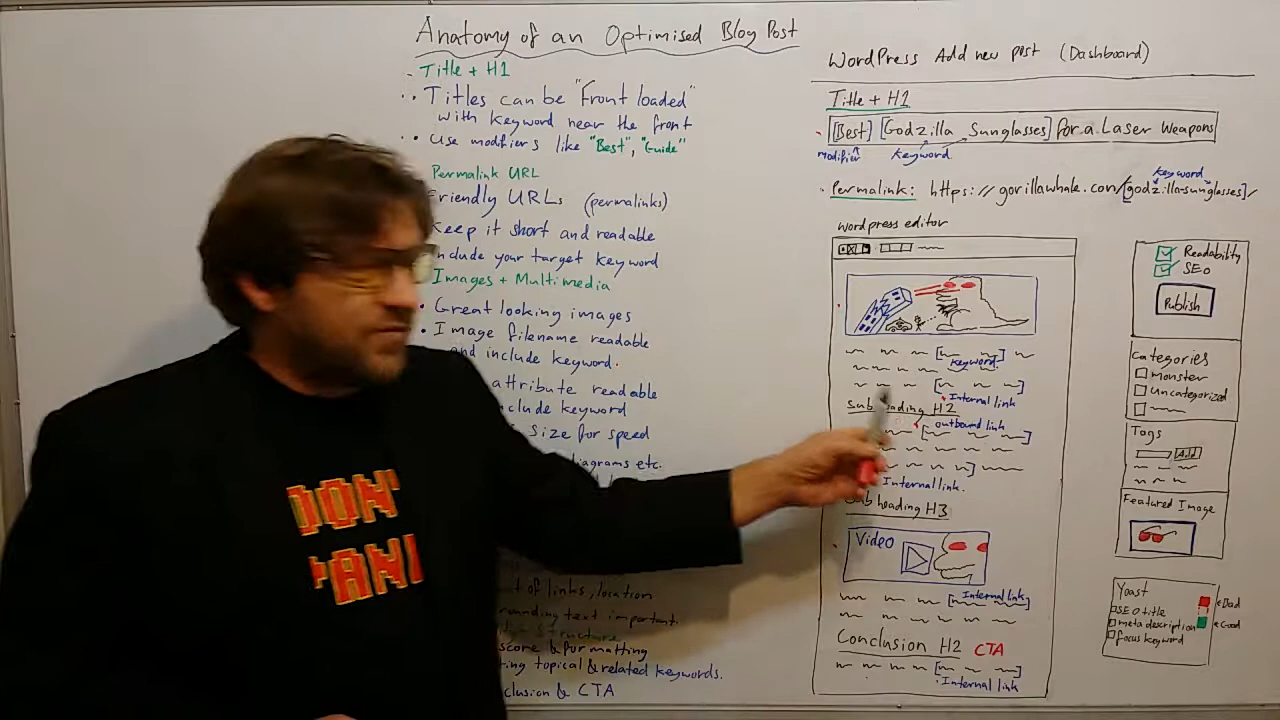 Anatomy of an Optimised Blog Post
Title + H1
Titles can be "Front loaded"
with keyword near the front
Use modifiers like "Best", "Guide"
Permalink URL
Friendly URLs (permalinks)
Keep it short and readable
include your target keyword
Images + Multimedia
Great looking images
Image filename readable
and include keyword.
attribute readable
include keyword
size for speed
diagrams etc.
of links, location
text important.
Structure
score & formatting
topical & related keywords.
& CTA
DON'T
PANI
WordPress Add new post (Dashboard)
Title + H1
[Best] [Godzilla Sunglasses] for a Laser Weapons
modifier keyword
keyword
Permalink: https://gorillawhale.com/[godzilla-sunglasses]/
wordpress editor
keyword
Internal link
Sub heading H2
outbound link
Internal link.
Sub heading H3
Video
Internal link
Conclusion H2 CTA
Internal link
Readability
SEO
Publish
Categories
Monster
Uncategorized
Tags
Add
Featured Image
Yoast
SEO title
meta description
focus keyword
Bad
Good